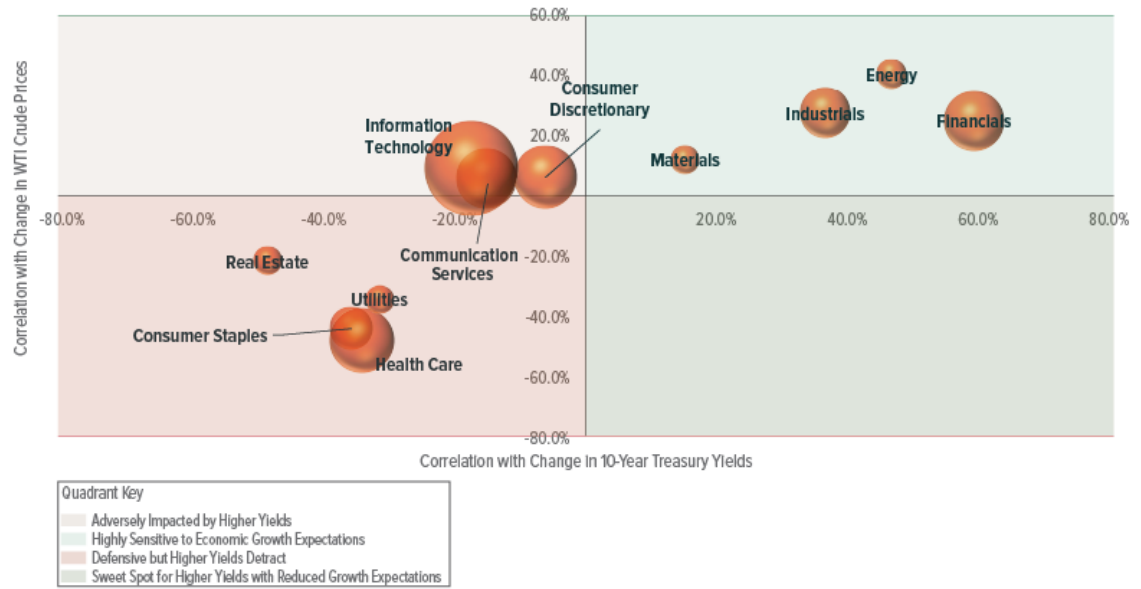 60.0%
40.0%
Energy
Consumer
Discretionary
Industrials
Financials
Information
Technology
20.0%
Materials
-80.0%
-60.0%
-40.0%
-20.0%
20.0%
40.0%
60.0%
80.0%
Communication
Services
-20.0%
Real Estate
Utilities
-40.0%
Consumer Staples
Health Care
-60.0%
-80.0%
Correlation with Change in WTI Crude Prices
Correlation with Change in 10-Year Treasury Yields
Quadrant Key
Adversely Impacted by Higher Yields
Highly Sensitive to Economic Growth Expectations
Defensive but Higher Yields Detract
Sweet Spot for Higher Yields with Reduced Growth Expectations